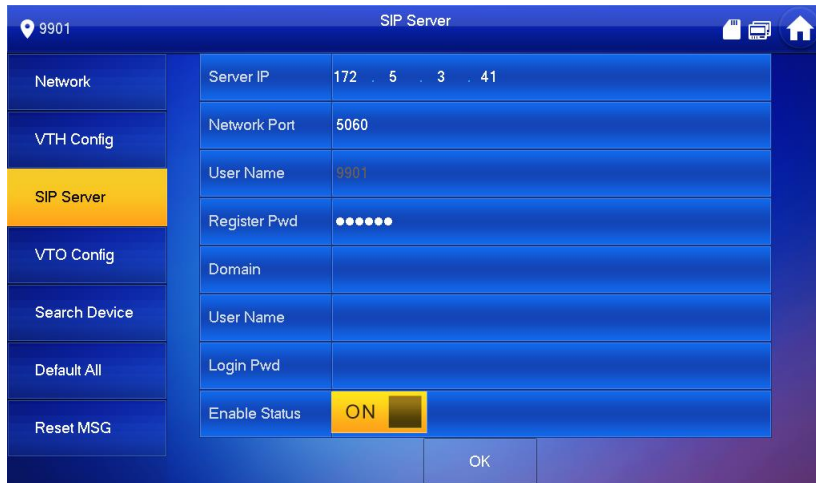 9901
SIP Server
Network
VTH Config
SIP Server
VTO Config
Search Device
Default All
Reset MSG
Server IP 172 . 5 . 3 . 41
Network Port 5060
User Name 9901
Register Pwd ●●●●●●
Domain
User Name
Login Pwd
Enable Status ON
OK